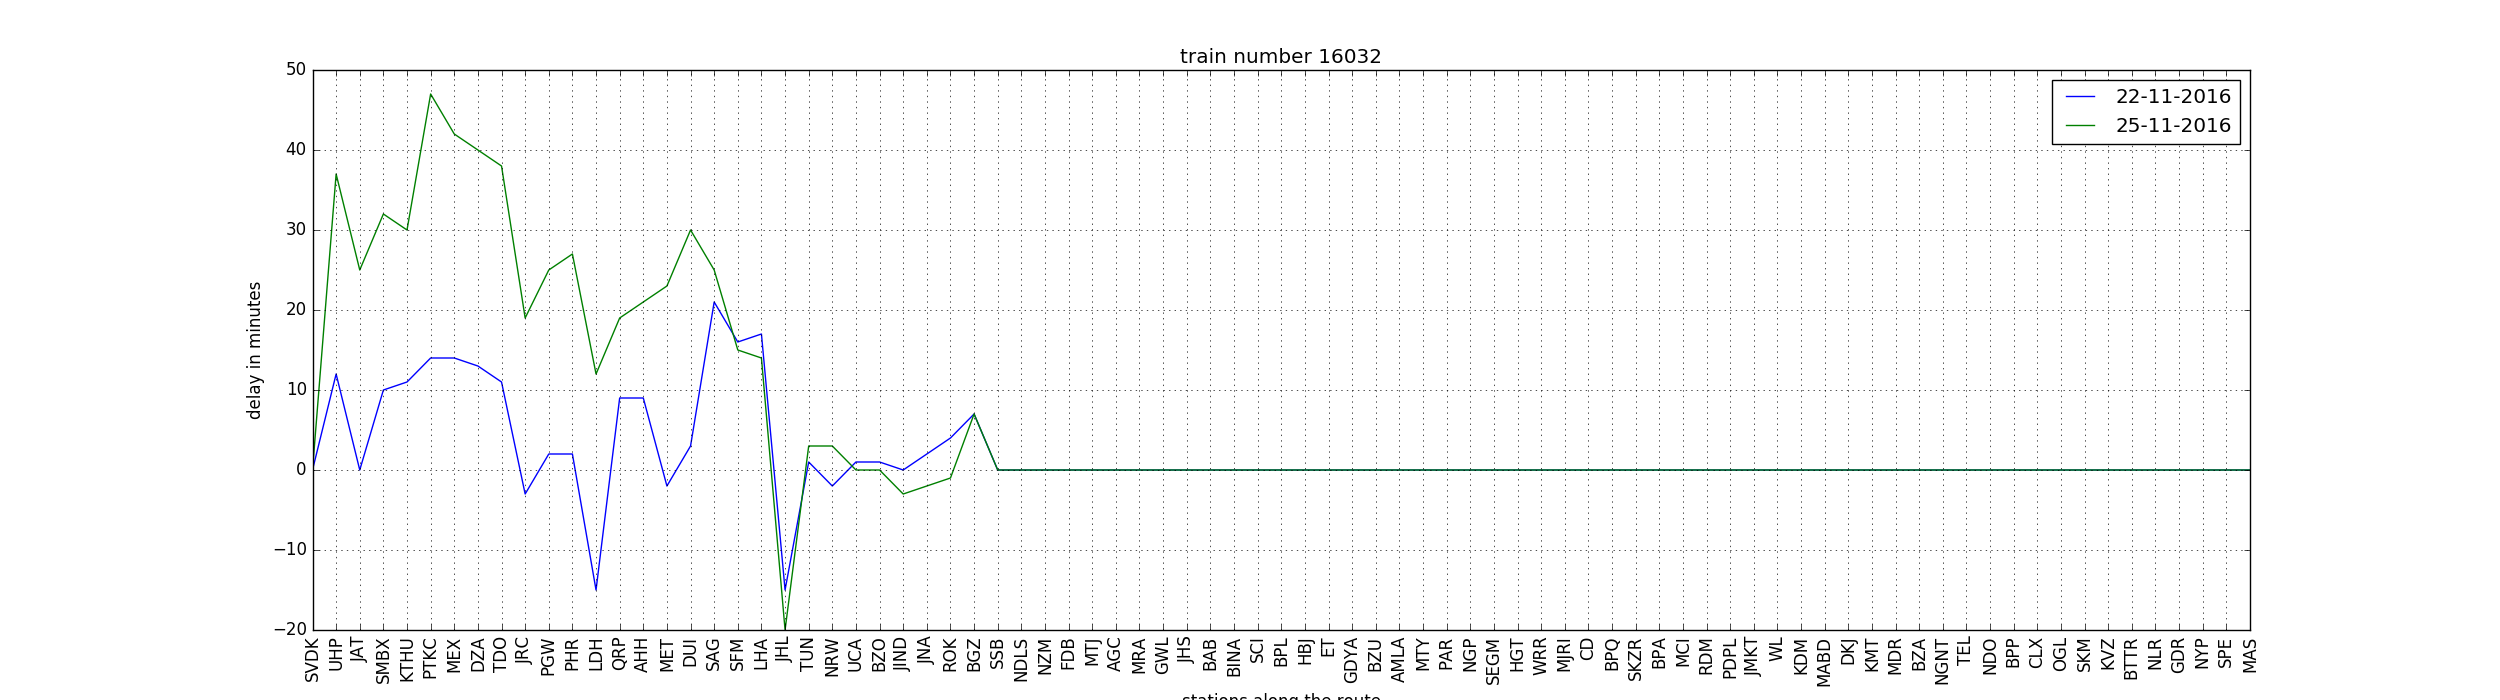 train number 16032
50
40
30
20
10
0
−10
−20
delay in minutes
22-11-2016
25-11-2016
SVDK UHP JAT SMBX KTHU PTKC MEX DZA TDO JRC PGW PHR LDH QRP AHH MET DUI SAG SFM LHA JHL TUN NRW UCA BZO JIND JNA ROK BGZ SSB NDLS NZM FDB MTJ AGC MRA GWL JHS BAB BINA SCI BPL HBJ ET GDYA BZU AMLA MTY PAR NGP SEGM HGT WRR MJRI CD BPQ SKZR BPA MCI RDM PDPL JMKT WL KDM MABD DKJ KMT MDR BZA NGNT TEL NDO BPP CLX OGL SKM KVZ BTTR NLR GDR NYP SPE MAS
stations along the route